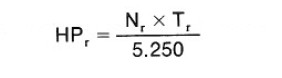 HPᵣ = Nᵣ × Tᵣ
5.250